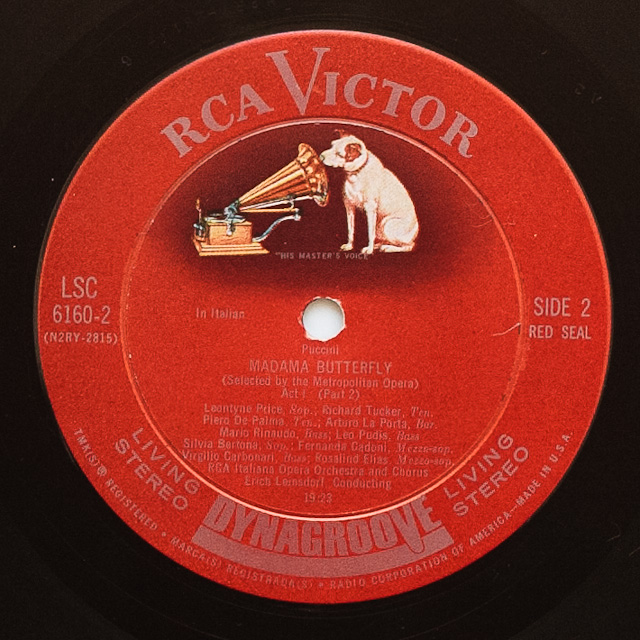 RCA VICTOR
"HIS MASTER'S VOICE"
LSC
6160-2
(N2RY-2815)
In Italian
SIDE 2
RED SEAL
Puccini
MADAMA BUTTERFLY
(Selected by the Metropolitan Opera)
Act I (Part 2)
Leontyne Price, Sop.; Richard Tucker, Ten.
Piero De Palma, Ten.; Arturo La Porta, Bar.
Mario Rinaudo, Bass; Leo Pudis, Bass
Silvia Bertona, Sop.; Fernanda Cadoni, Mezzo-sop.
Virgilio Carbonari, Bass; Rosalind Elias, Mezzo-sop.
RCA Italiana Opera Orchestra and Chorus
Erich Leinsdorf, Conducting
19:23
LIVING
STEREO
DYNAGROOVE
LIVING
STEREO
TMK(S) ® REGISTERED • MARCA(S) REGISTRADA(S) • RADIO CORPORATION OF AMERICA—MADE IN U.S.A.